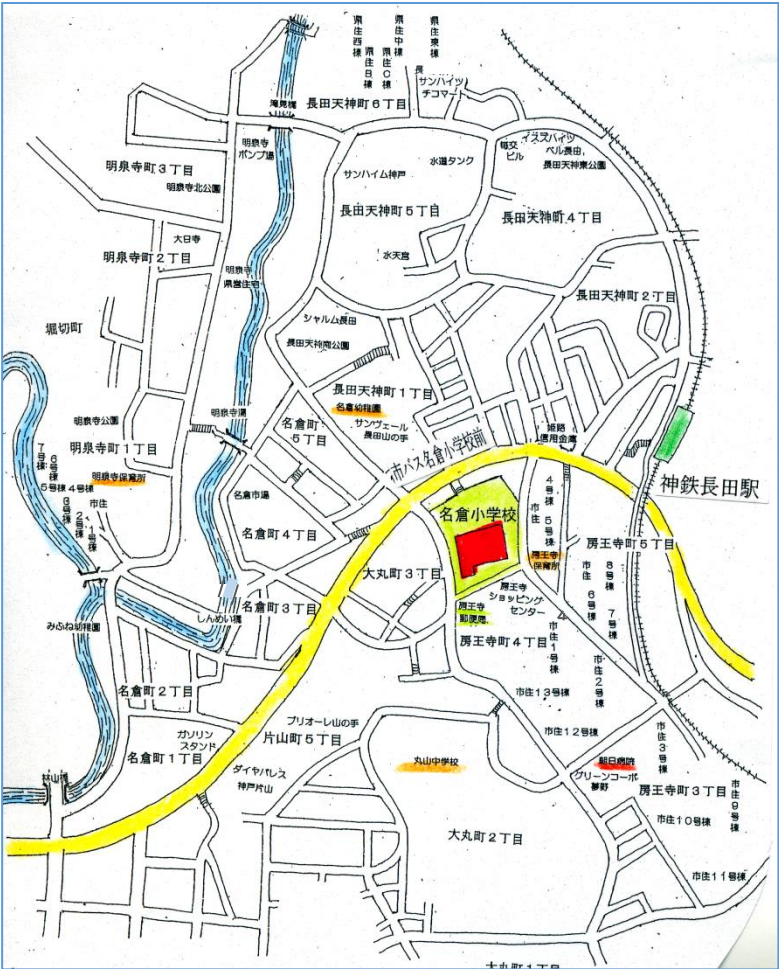 県住西棟
県住B棟
県住C棟
県住中棟
県住東棟
長
サンハイツ
チコマート
滝見橋
長田天神町6丁目
明泉寺
ポンプ場
明泉寺町3丁目
明泉寺北公園
サンハイム神戸
水道タンク
毎交
ビル
イススハイツ
ベル長田,
長田天神東公園
長田天神町5丁目
長田天神町4丁目
大日寺
明泉寺町2丁目
水天宮
明泉寺
県営住宅
長田天神町2丁目
堀切町
シャルム長田
長田天神南公園
長田天神町1丁目
名倉幼稚園
サンヴェール
長田山の手
明泉寺公園
明泉寺湯
名倉町
5丁目
市バス名倉小学校前
姫路
信用金庫
明泉寺町1丁目
明泉寺保育所
7号棟
6号棟
5号棟4号棟
3号棟
2号棟
1号棟
市住
名倉市場
名倉町4丁目
名倉小学校
4号棟
5号棟
市住
神鉄長田駅
房王寺町5丁目
房王寺
保育所
大丸町3丁目
房王寺
ショッピング
センター
8号棟
市住6号棟
7号棟
名倉町3丁目
しんめい橋
房王寺
郵便局
房王寺町4丁目
市住1号棟
市住2号棟
みふね幼稚園
名倉町2丁目
市住13号棟
市住12号棟
市住3号棟
ガソリン
スタンド
名倉町1丁目
プリオーレ山の手
片山町5丁目
丸山中学校
朝日病院
グリーンコーポ
夢野
房王寺町3丁目
市住9号棟
林山橋
ダイヤパレス
神戸片山
市住10号棟
大丸町2丁目
市住11号棟
大丸町1丁目